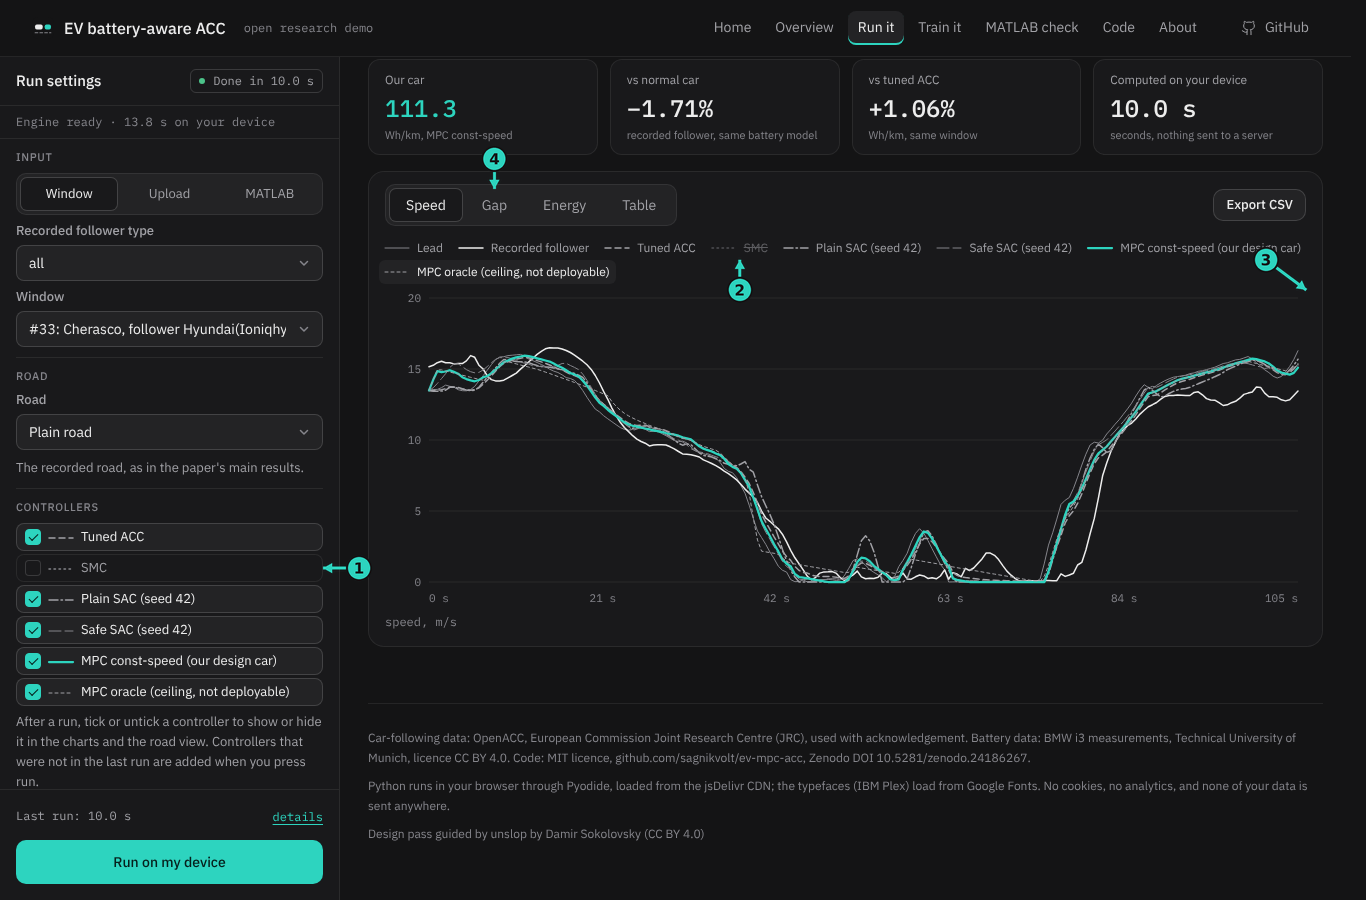 EV battery-aware ACC
open research demo
Home
Overview
Run it
Train it
MATLAB check
Code
About
GitHub
Run settings
Done in 10.0 s
Engine ready · 13.8 s on your device
INPUT
Window
Upload
MATLAB
Recorded follower type
all
Window
#33: Cherasco, follower Hyundai(Ioniqhy
ROAD
Road
Plain road
The recorded road, as in the paper's main results.
CONTROLLERS
Tuned ACC
SMC
1
Plain SAC (seed 42)
Safe SAC (seed 42)
MPC const-speed (our design car)
MPC oracle (ceiling, not deployable)
After a run, tick or untick a controller to show or hide
it in the charts and the road view. Controllers that
were not in the last run are added when you press
run.
Last run: 10.0 s
details
Run on my device
Our car
111.3
Wh/km, MPC const-speed
vs normal car
−1.71%
recorded follower, same battery model
vs tuned ACC
+1.06%
Wh/km, same window
Computed on your device
10.0 s
seconds, nothing sent to a server
4
Speed
Gap
Energy
Table
Export CSV
Lead
Recorded follower
Tuned ACC
SMC
Plain SAC (seed 42)
Safe SAC (seed 42)
MPC const-speed (our design car)
3
MPC oracle (ceiling, not deployable)
2
20
15
10
5
0
0 s
21 s
42 s
63 s
84 s
105 s
speed, m/s
Car-following data: OpenACC, European Commission Joint Research Centre (JRC), used with acknowledgement. Battery data: BMW i3 measurements, Technical University of
Munich, licence CC BY 4.0. Code: MIT licence, github.com/sagnikvolt/ev-mpc-acc, Zenodo DOI 10.5281/zenodo.24186267.
Python runs in your browser through Pyodide, loaded from the jsDelivr CDN; the typefaces (IBM Plex) load from Google Fonts. No cookies, no analytics, and none of your data is
sent anywhere.
Design pass guided by unslop by Damir Sokolovsky (CC BY 4.0)